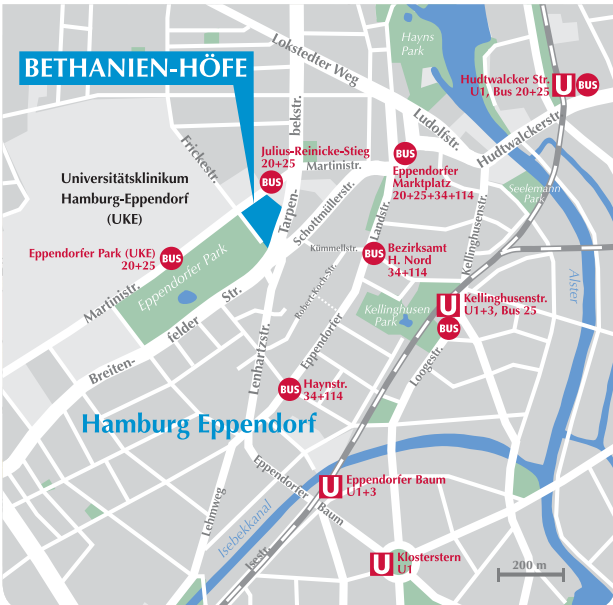 Lokstedter Weg
Hayns
Park
BETHANIEN-HÖFE
Hudtwalcker Str.
U1, Bus 20+25
U
BUS
bekstr.
Tarpen-
Ludolfstr.
Hudtwalckerstr.
Frickestr.
Julius-Reinicke-Stieg
20+25
BUS
Martinistr.
BUS
Eppendorfer
Marktplatz
20+25+34+114
Universitätsklinikum
Hamburg-Eppendorf
(UKE)
Schottmüllerstr.
Landstr.
Eppendorfer
Kellinghusenstr.
Seelemann
Park
Eppendorfer Park (UKE)
20+25
BUS
Eppendorfer Park
Kümmellstr.
BUS
Bezirksamt
H. Nord
34+114
Alster
Martinistr.
Robert-Koch-Str.
Kellinghusen
Park
U
Kellinghusenstr.
U1+3, Bus 25
BUS
Breiten-
felder
Str.
Lenhartzstr.
Loogestr.
BUS
Haynstr.
34+114
Hamburg Eppendorf
Eppendorfer
Baum
U
Eppendorfer Baum
U1+3
Lehmweg
Isebekkanal
Isestr.
U
Klosterstern
U1
200 m